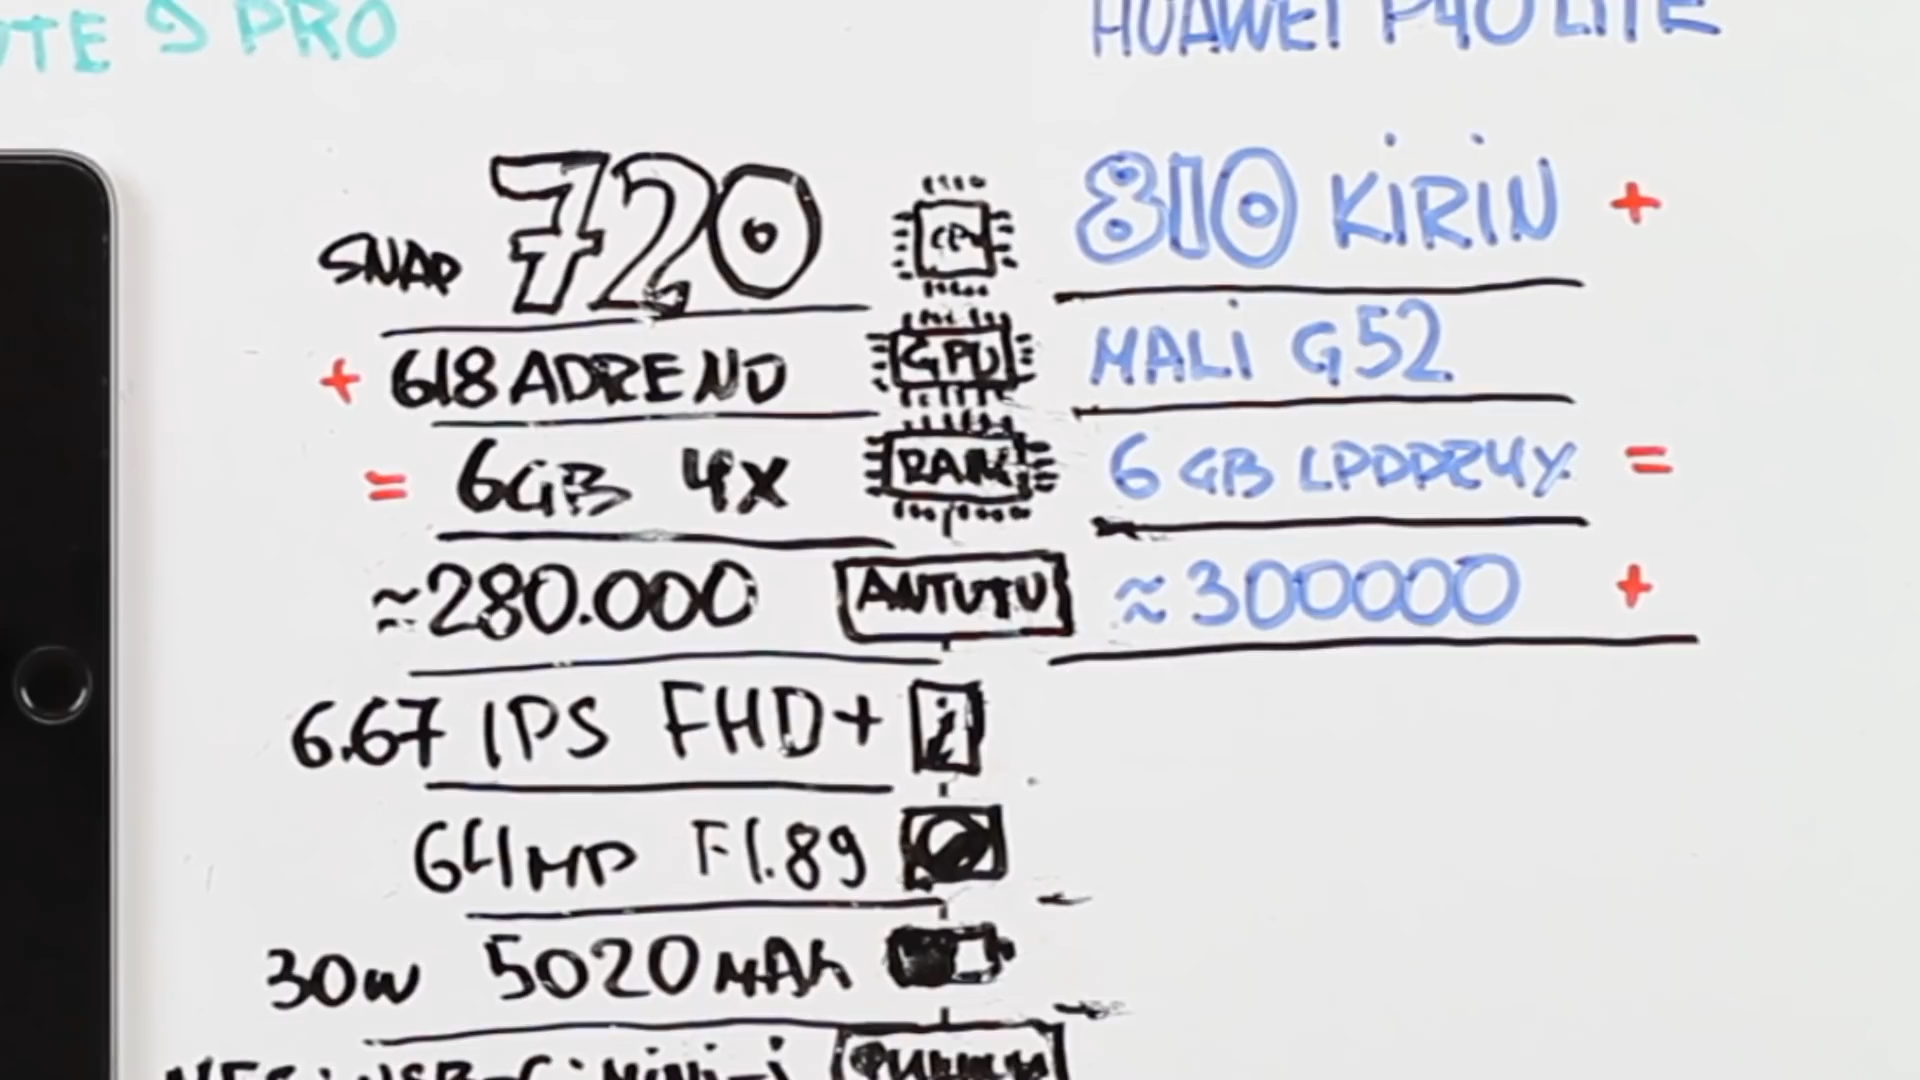 9 PRO
HUAWEI P40 LITE
SNAP 720 CPU 810 KIRIN +
+ 618 ADRENO GPU MALI G52
= 6GB 4X RAM 6 GB LPDDR4X =
≈280.000 ANTUTU ≈300000 +
6.67 IPS FHD+ i
64MP F1.89
30W 5020MAh